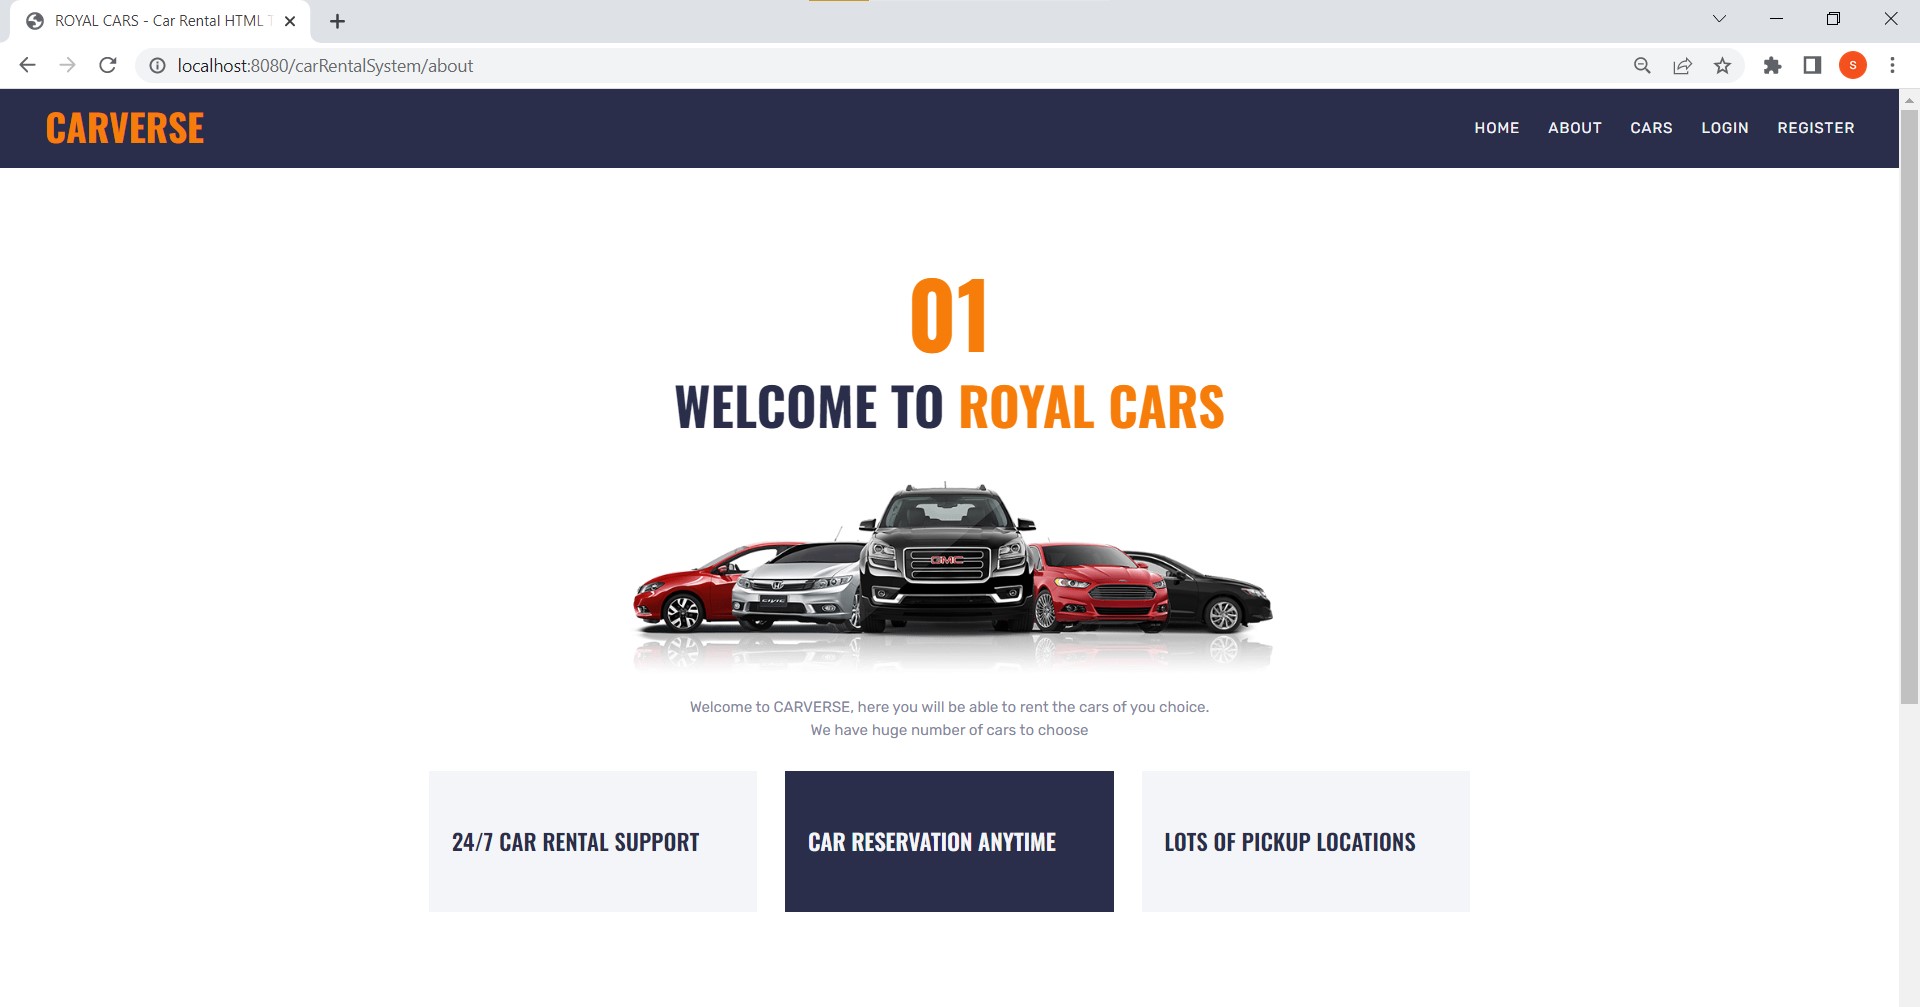 ROYAL CARS - Car Rental HTML T
localhost:8080/carRentalSystem/about
S
CARVERSE
HOME ABOUT CARS LOGIN REGISTER
01
WELCOME TO ROYAL CARS
GMC
CIVIC
Welcome to CARVERSE, here you will be able to rent the cars of you choice.
We have huge number of cars to choose
24/7 CAR RENTAL SUPPORT
CAR RESERVATION ANYTIME
LOTS OF PICKUP LOCATIONS